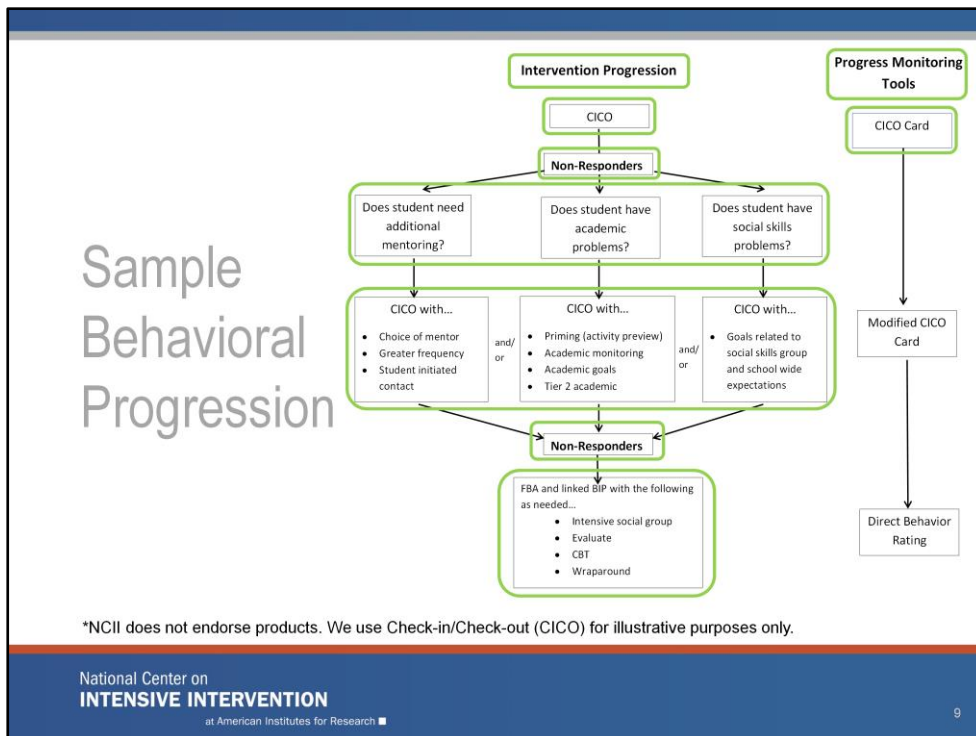 Sample
Behavioral
Progression
Intervention Progression
CICO
Non-Responders
Does student need
additional
mentoring?
Does student have
academic
problems?
Does student have
social skills
problems?
CICO with…
• Choice of mentor
• Greater frequency
• Student initiated
contact
and/
or
CICO with…
• Priming (activity preview)
• Academic monitoring
• Academic goals
• Tier 2 academic
and/
or
CICO with…
• Goals related to
social skills group
and school wide
expectations
Non-Responders
FBA and linked BIP with the following
as needed…
• Intensive social group
• Evaluate
• CBT
• Wraparound
Progress Monitoring
Tools
CICO Card
Modified CICO
Card
Direct Behavior
Rating
*NCII does not endorse products. We use Check-in/Check-out (CICO) for illustrative purposes only.
National Center on
INTENSIVE INTERVENTION
at American Institutes for Research ■
9